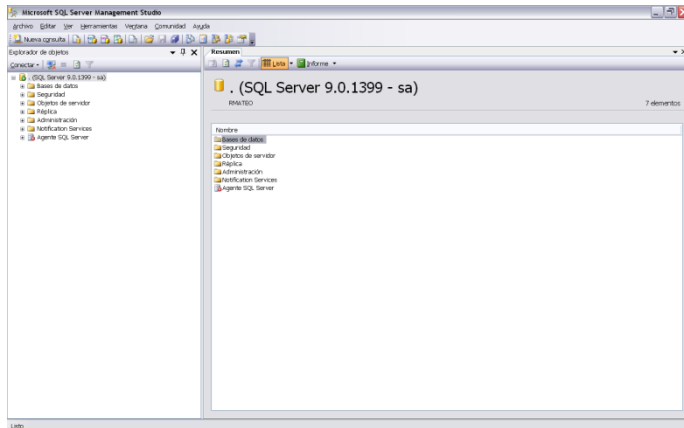 Microsoft SQL Server Management Studio
Archivo Editar Ver Herramientas Ventana Comunidad Ayuda
Nueva consulta
Explorador de objetos
Resumen
Conectar
Lista Informe
. (SQL Server 9.0.1399 - sa)
Bases de datos
Seguridad
Objetos de servidor
Réplica
Administración
Notification Services
Agente SQL Server
. (SQL Server 9.0.1399 - sa)
RMATEO
7 elementos
Nombre
Bases de datos
Seguridad
Objetos de servidor
Réplica
Administración
Notification Services
Agente SQL Server
Listo